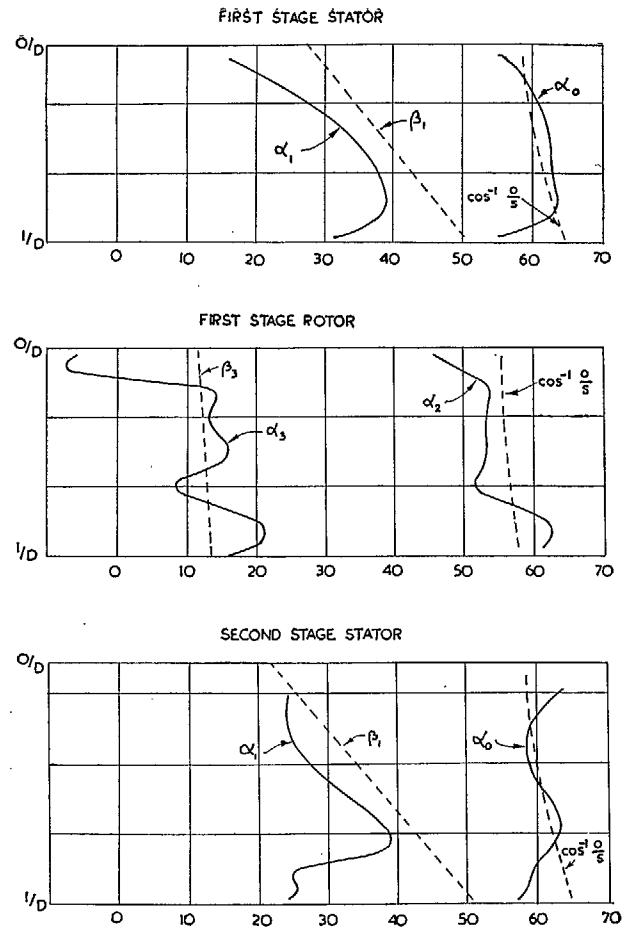 FIRST STAGE STATOR
O/D
α₀
β₁
α₁
cos⁻¹ o/s
I/D
0 10 20 30 40 50 60 70
FIRST STAGE ROTOR
O/D
β₃
cos⁻¹ o/s
α₂
α₃
I/D
0 10 20 30 40 50 60 70
SECOND STAGE STATOR
O/D
α₁
β₁
α₀
cos⁻¹ o/s
I/D
0 10 20 30 40 50 60 70